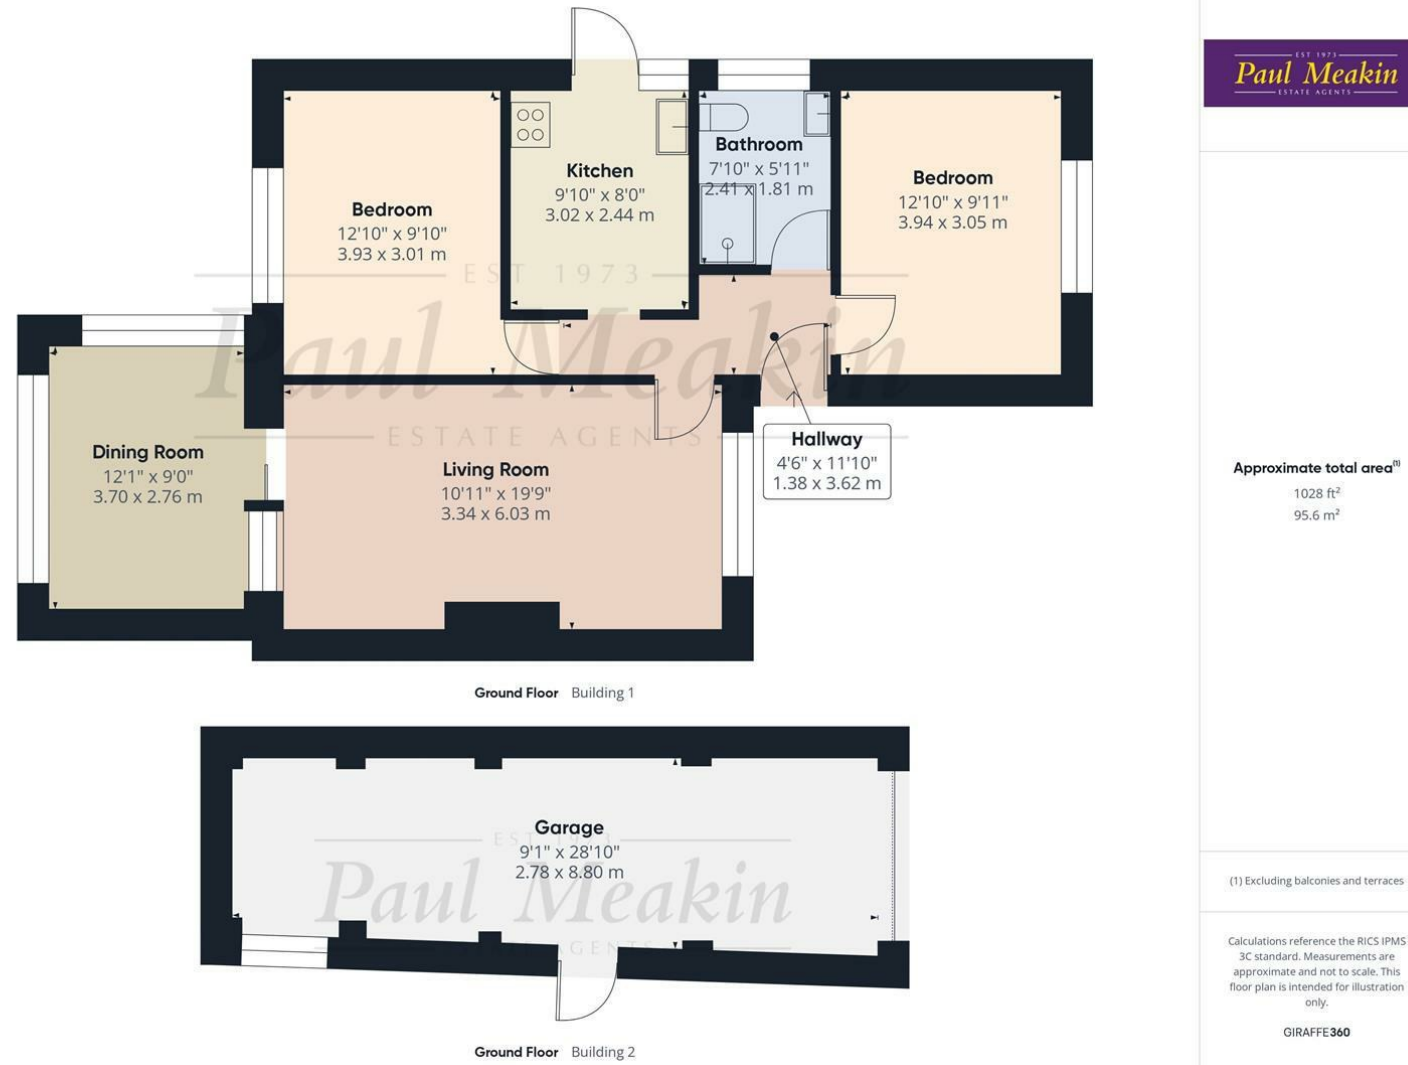 Bedroom
12'10" x 9'10"
3.93 x 3.01 m
Kitchen
9'10" x 8'0"
3.02 x 2.44 m
Bathroom
7'10" x 5'11"
2.41 x 1.81 m
Bedroom
12'10" x 9'11"
3.94 x 3.05 m
EST 1973
Paul Meakin
ESTATE AGENTS
Dining Room
12'1" x 9'0"
3.70 x 2.76 m
Living Room
10'11" x 19'9"
3.34 x 6.03 m
Hallway
4'6" x 11'10"
1.38 x 3.62 m
Ground Floor Building 1
Garage
9'1" x 28'10"
2.78 x 8.80 m
EST 1973
Paul Meakin
ESTATE AGENTS
Ground Floor Building 2
EST 1973
Paul Meakin
ESTATE AGENTS
Approximate total area(1)
1028 ft²
95.6 m²
(1) Excluding balconies and terraces
Calculations reference the RICS IPMS
3C standard. Measurements are
approximate and not to scale. This
floor plan is intended for illustration
only.
GIRAFFE360